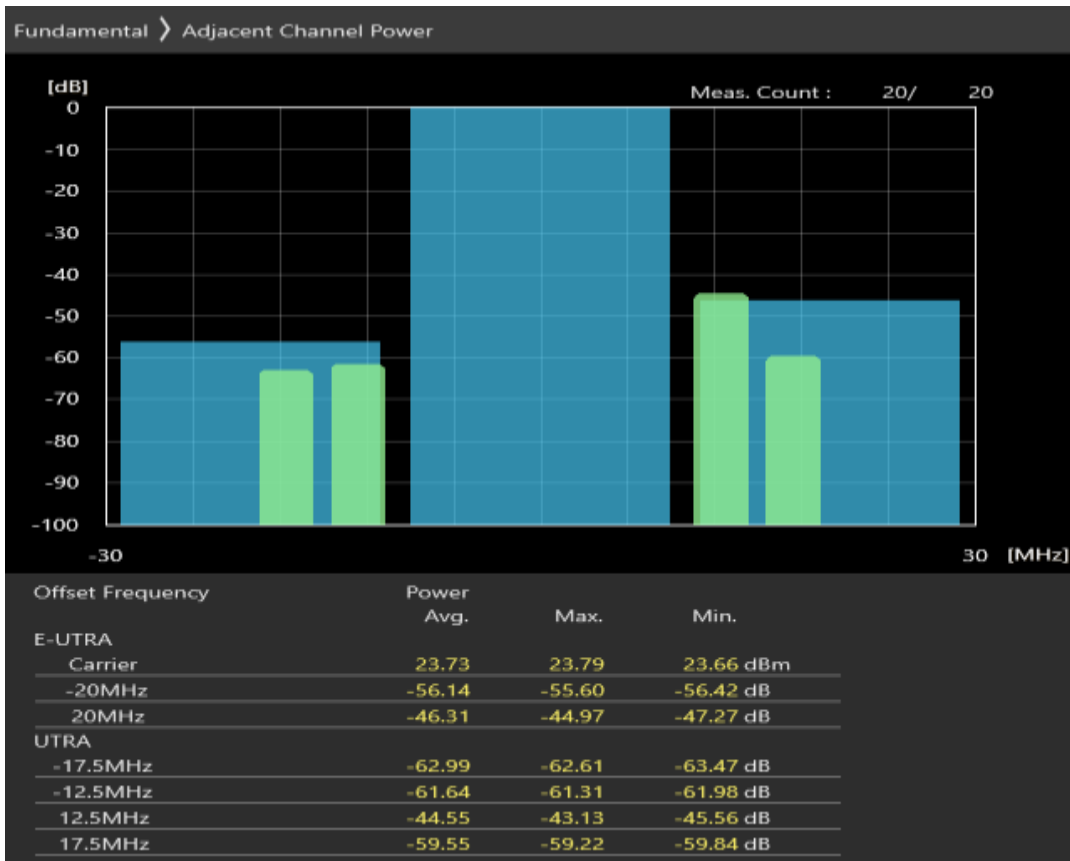 Fundamental 〉 Adjacent Channel Power
[dB]
Meas. Count : 20/ 20
0
-10
-20
-30
-40
-50
-60
-70
-80
-90
-100
-30 30 [MHz]
Offset Frequency Power
Avg. Max. Min.
E-UTRA
Carrier 23.73 23.79 23.66 dBm
-20MHz -56.14 -55.60 -56.42 dB
20MHz -46.31 -44.97 -47.27 dB
UTRA
-17.5MHz -62.99 -62.61 -63.47 dB
-12.5MHz -61.64 -61.31 -61.98 dB
12.5MHz -44.55 -43.13 -45.56 dB
17.5MHz -59.55 -59.22 -59.84 dB